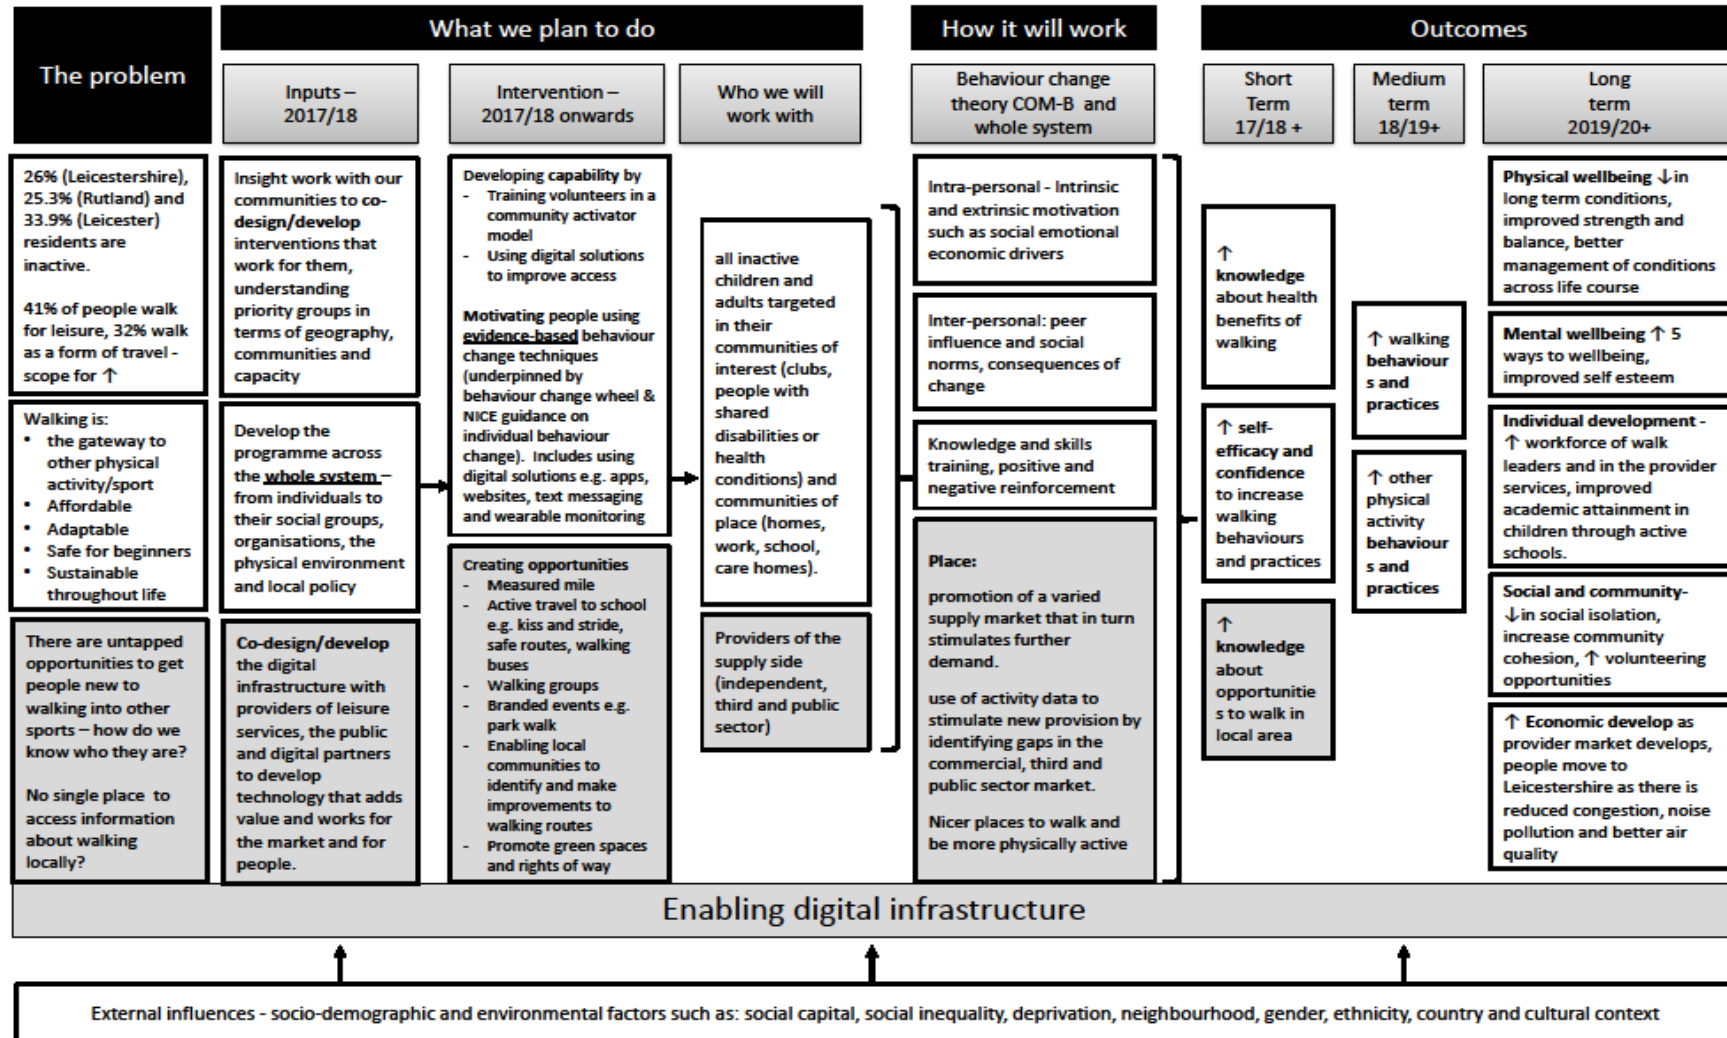 The problem
What we plan to do
How it will work
Outcomes
Inputs –
2017/18
Intervention –
2017/18 onwards
Who we will
work with
Behaviour change
theory COM-B and
whole system
Short
Term
17/18 +
Medium
term
18/19+
Long
term
2019/20+
26% (Leicestershire),
25.3% (Rutland) and
33.9% (Leicester)
residents are
inactive.
41% of people walk
for leisure, 32% walk
as a form of travel -
scope for ↑
Walking is:
• the gateway to
other physical
activity/sport
• Affordable
• Adaptable
• Safe for beginners
• Sustainable
throughout life
There are untapped
opportunities to get
people new to
walking into other
sports – how do we
know who they are?
No single place to
access information
about walking
locally?
Insight work with our
communities to co-
design/develop
interventions that
work for them,
understanding
priority groups in
terms of geography,
communities and
capacity
Develop the
programme across
the whole system –
from individuals to
their social groups,
organisations, the
physical environment
and local policy
Co-design/develop
the digital
infrastructure with
providers of leisure
services, the public
and digital partners
to develop
technology that adds
value and works for
the market and for
people.
Developing capability by
- Training volunteers in a
community activator
model
- Using digital solutions
to improve access
Motivating people using
evidence-based behaviour
change techniques
(underpinned by
behaviour change wheel &
NICE guidance on
individual behaviour
change). Includes using
digital solutions e.g. apps,
websites, text messaging
and wearable monitoring
Creating opportunities
- Measured mile
- Active travel to school
e.g. kiss and stride,
safe routes, walking
buses
- Walking groups
- Branded events e.g.
park walk
- Enabling local
communities to
identify and make
improvements to
walking routes
- Promote green spaces
and rights of way
all inactive
children and
adults targeted
in their
communities of
interest (clubs,
people with
shared
disabilities or
health
conditions) and
communities of
place (homes,
work, school,
care homes).
Providers of the
supply side
(independent,
third and public
sector)
Intra-personal - Intrinsic
and extrinsic motivation
such as social emotional
economic drivers
Inter-personal: peer
influence and social
norms, consequences of
change
Knowledge and skills
training, positive and
negative reinforcement
Place:
promotion of a varied
supply market that in turn
stimulates further
demand.
use of activity data to
stimulate new provision by
identifying gaps in the
commercial, third and
public sector market.
Nicer places to walk and
be more physically active
↑
knowledge
about health
benefits of
walking
↑ self-
efficacy and
confidence
to increase
walking
behaviours
and practices
↑
knowledge
about
opportunitie
s to walk in
local area
↑ walking
behaviour
s and
practices
↑ other
physical
activity
behaviour
s and
practices
Physical wellbeing ↓in
long term conditions,
improved strength and
balance, better
management of conditions
across life course
Mental wellbeing ↑ 5
ways to wellbeing,
improved self esteem
Individual development -
↑ workforce of walk
leaders and in the provider
services, improved
academic attainment in
children through active
schools.
Social and community-
↓in social isolation,
increase community
cohesion, ↑ volunteering
opportunities
↑ Economic develop as
provider market develops,
people move to
Leicestershire as there is
reduced congestion, noise
pollution and better air
quality
Enabling digital infrastructure
External influences - socio-demographic and environmental factors such as: social capital, social inequality, deprivation, neighbourhood, gender, ethnicity, country and cultural context